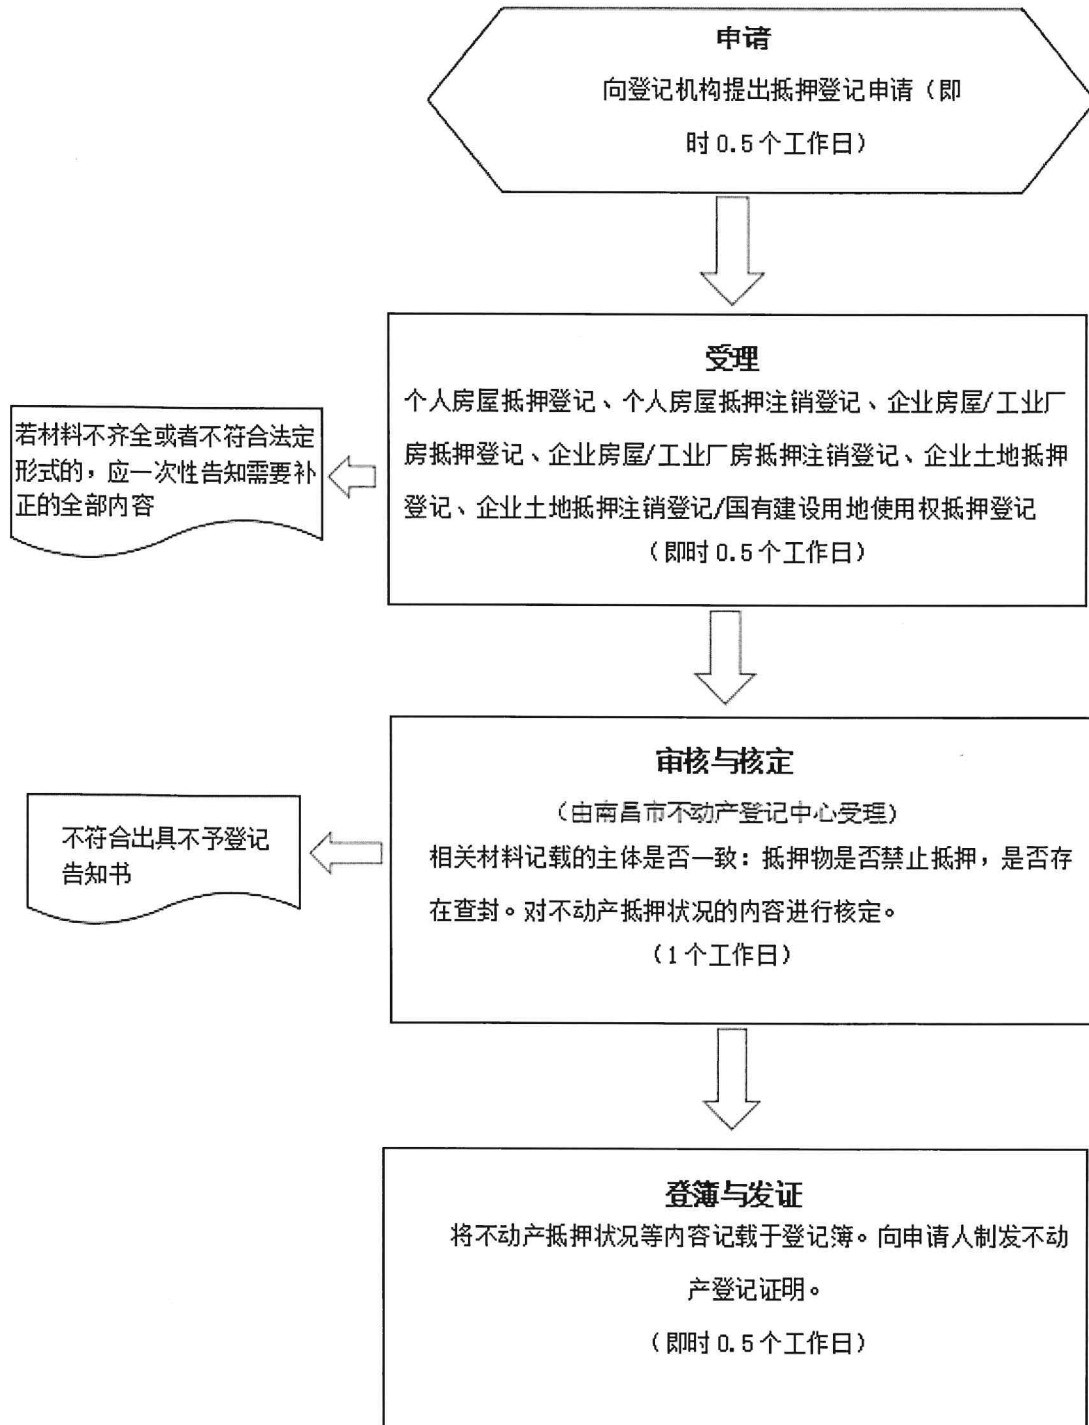 申请
向登记机构提出抵押登记申请（即
时0.5个工作日）
受理
个人房屋抵押登记、个人房屋抵押注销登记、企业房屋/工业厂
房抵押登记、企业房屋/工业厂房抵押注销登记、企业土地抵押
登记、企业土地抵押注销登记/国有建设用地使用权抵押登记
（即时0.5个工作日）
若材料不齐全或者不符合法定
形式的，应一次性告知需要补
正的全部内容
审核与核定
（由南昌市不动产登记中心受理）
相关材料记载的主体是否一致：抵押物是否禁止抵押，是否存
在查封。对不动产抵押状况的内容进行核定。
（1个工作日）
不符合出具不予登记
告知书
登簿与发证
将不动产抵押状况等内容记载于登记簿。向申请人制发不动
产登记证明。
（即时0.5个工作日）